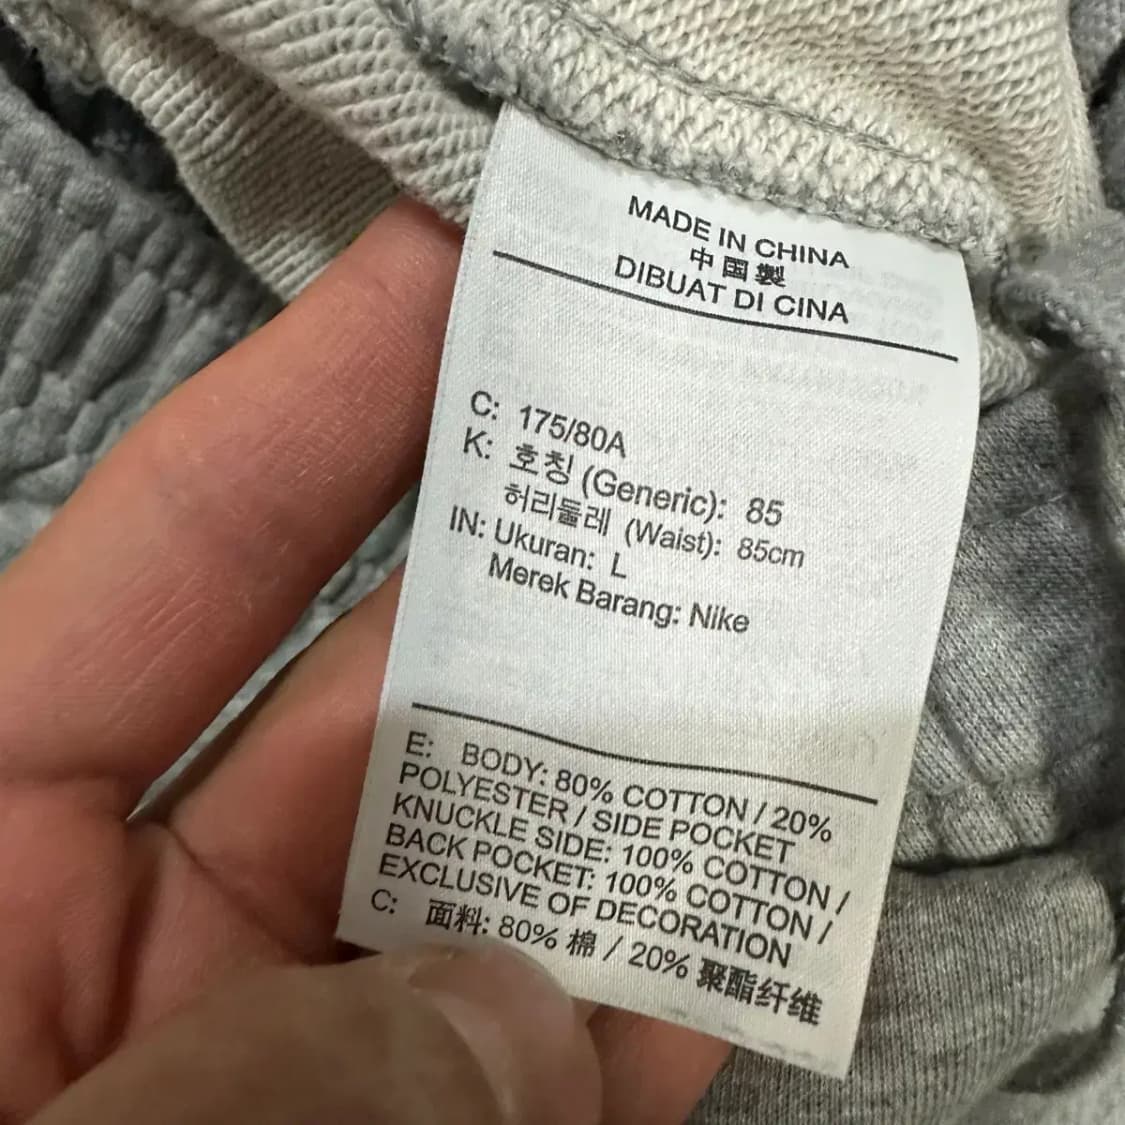 MADE IN CHINA
中国製
DIBUAT DI CINA
C: 175/80A
K: 호칭 (Generic): 85
허리둘레 (Waist): 85cm
IN: Ukuran: L
Merek Barang: Nike
E: BODY: 80% COTTON / 20%
POLYESTER / SIDE POCKET
KNUCKLE SIDE: 100% COTTON /
BACK POCKET: 100% COTTON /
EXCLUSIVE OF DECORATION
C: 面料: 80% 棉 / 20% 聚酯纤维